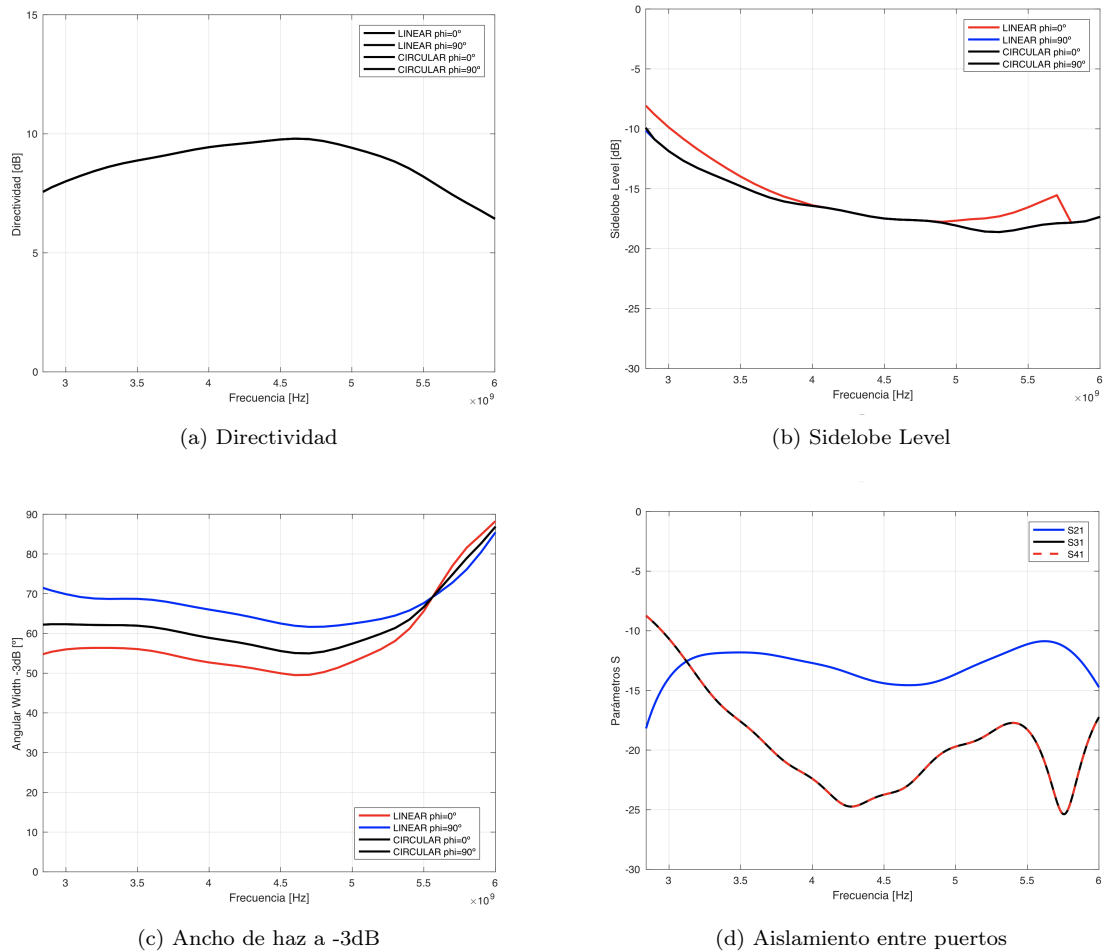 15
10
5
0
Directividad [dB]
LINEAR phi=0º
LINEAR phi=90º
CIRCULAR phi=0º
CIRCULAR phi=90º
3
3.5
4
4.5
5
5.5
6
Frecuencia [Hz]
×10⁹
(a) Directividad
0
-5
-10
-15
-20
-25
-30
Sidelobe Level [dB]
LINEAR phi=0º
LINEAR phi=90º
CIRCULAR phi=0º
CIRCULAR phi=90º
3
3.5
4
4.5
5
5.5
6
Frecuencia [Hz]
×10⁹
(b) Sidelobe Level
90
80
70
60
50
40
30
20
10
0
Angular Width -3dB [°]
LINEAR phi=0º
LINEAR phi=90º
CIRCULAR phi=0º
CIRCULAR phi=90º
3
3.5
4
4.5
5
5.5
6
Frecuencia [Hz]
×10⁹
(c) Ancho de haz a -3dB
0
-5
-10
-15
-20
-25
-30
Parámetros S
S21
S31
S41
3
3.5
4
4.5
5
5.5
6
Frecuencia [Hz]
×10⁹
(d) Aislamiento entre puertos